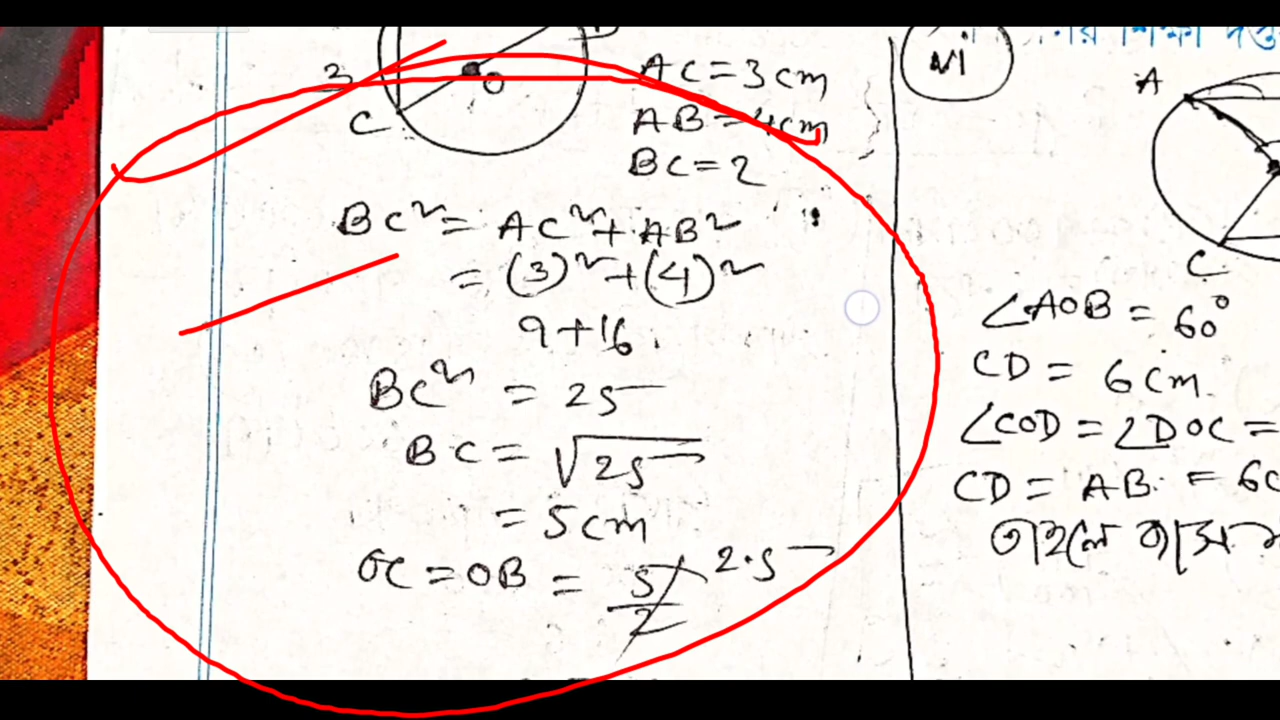 3
O
C
AC = 3 cm
AB = 4 cm
BC = 2
BC² = AC² + AB²
= (3)² + (4)²
9 + 16
BC² = 25
BC = √25
= 5 cm
OC = OB = 5/2 2.5
VI
A
C
∠AOB = 60°
CD = 6 cm
∠COD = ∠DOC =
CD = AB = 6c